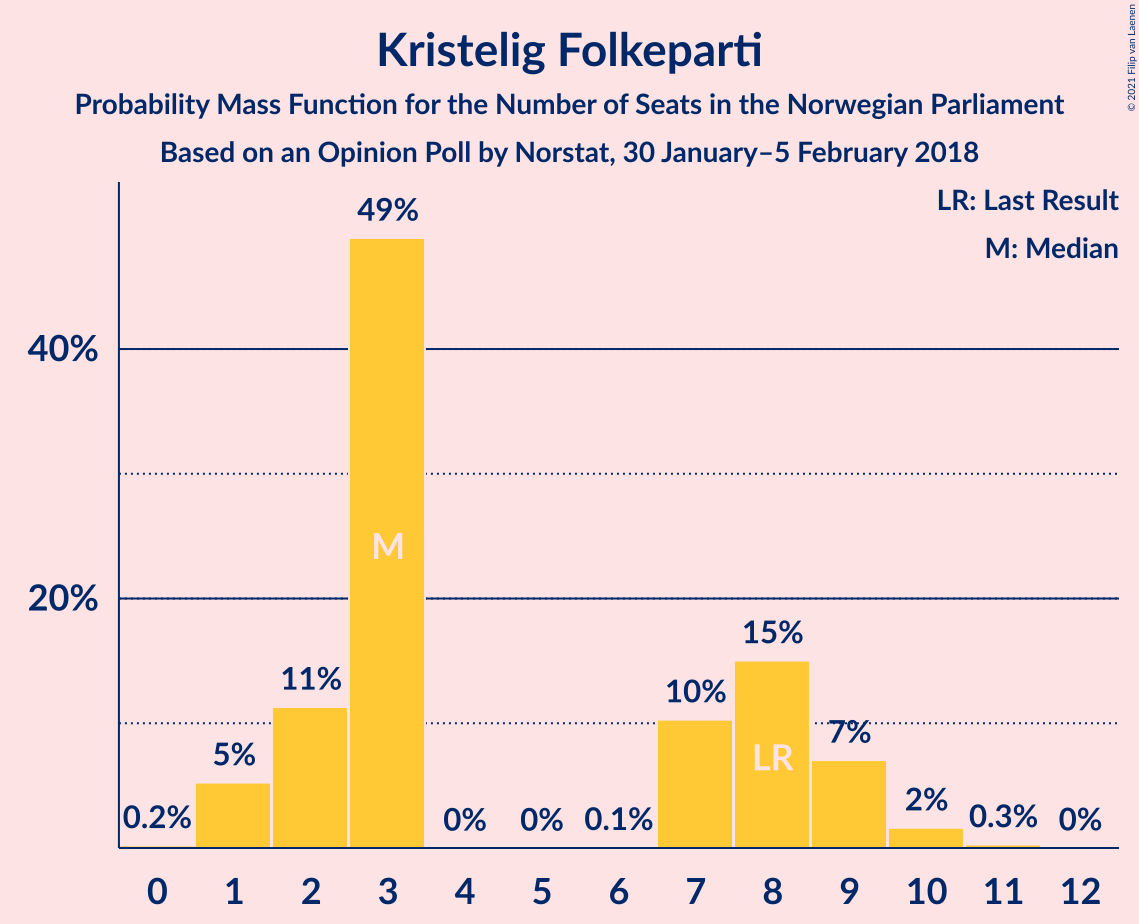 © 2021 Filip van Laenen
Kristelig Folkeparti
Probability Mass Function for the Number of Seats in the Norwegian Parliament
Based on an Opinion Poll by Norstat, 30 January–5 February 2018
LR: Last Result
M: Median
49%
40%
M
20%
15%
11%
10%
7%
LR
5%
2%
0.2%
0%
0%
0.1%
0.3%
0%
0 1 2 3 4 5 6 7 8 9 10 11 12